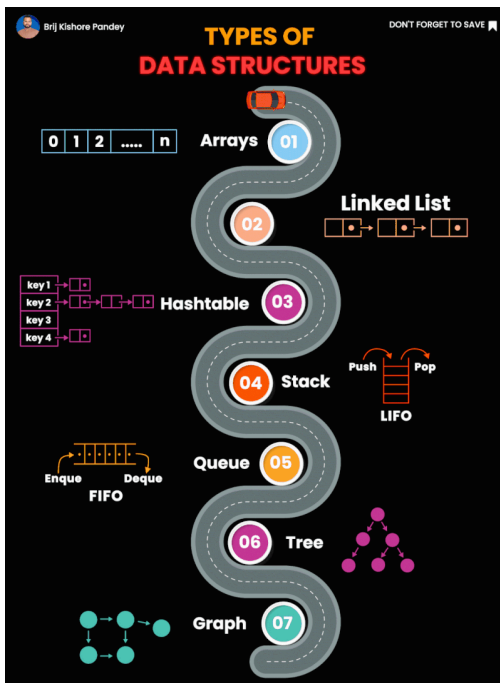 Brij Kishore Pandey
DON'T FORGET TO SAVE
TYPES OF
DATA STRUCTURES
0 1 2 ..... n
Arrays
01
02
Linked List
key 1
key 2
key 3
key 4
Hashtable
03
04
Stack
Push
Pop
LIFO
Queue
05
Enque
Deque
FIFO
06
Tree
Graph
07